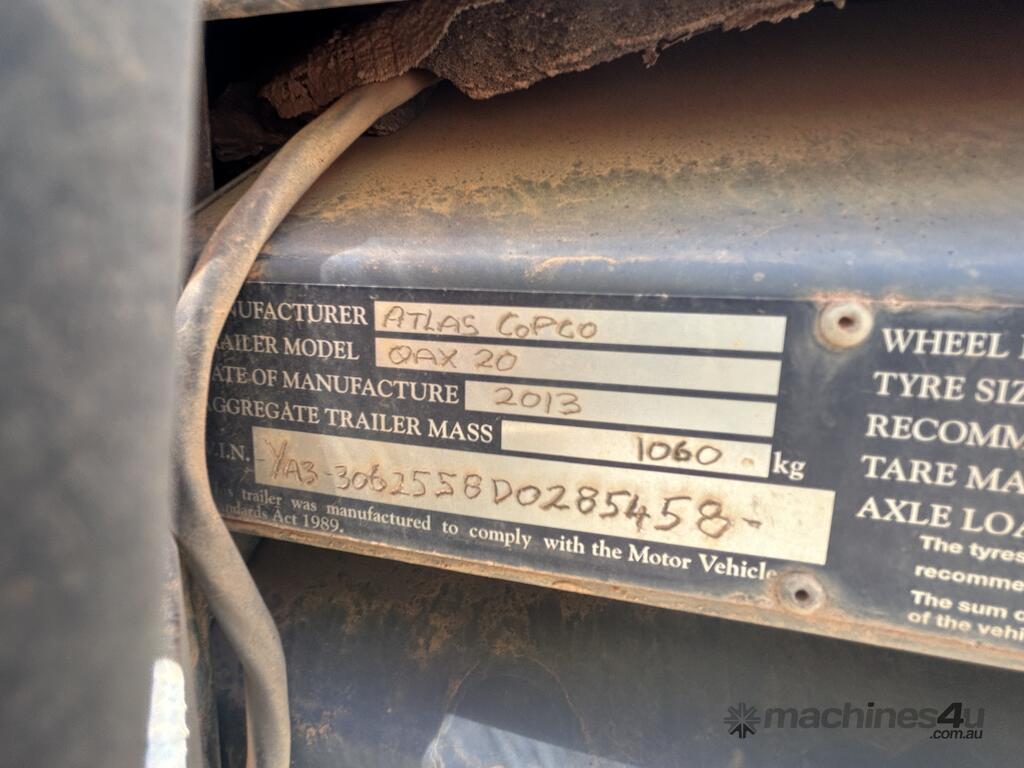 NUFACTURER ATLAS COPCO
AILER MODEL QAX 20
ATE OF MANUFACTURE 2013
GGREGATE TRAILER MASS 1060 kg
.I.N. -YA3-3062558D0285458-
s trailer was manufactured to comply with the Motor Vehicle
ndards Act 1989.
WHEEL
TYRE SIZ
RECOMM
TARE MA
AXLE LOA
The tyres
recomme
The sum o
of the vehi
machines4u
.com.au